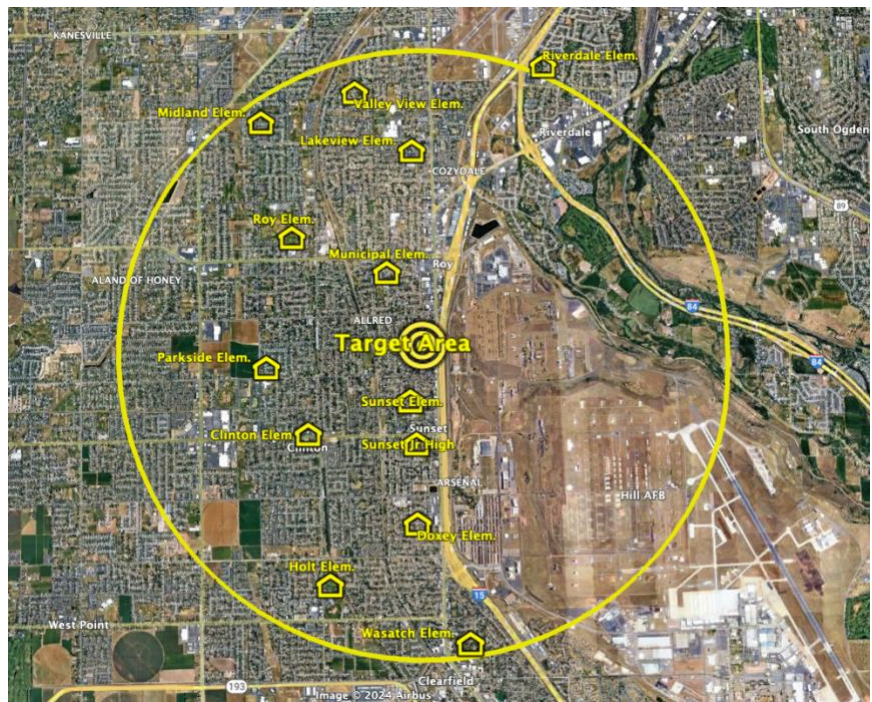 KANESVILLE
Riverdale Elem.
Valley View Elem.
Midland Elem.
Riverdale
South Ogden
Lakeview Elem.
COZYDALE
89
Roy Elem.
Municipal Elem.
Roy
ALAND OF HONEY
84
ALLRED
Target Area
Parkside Elem.
84
Sunset Elem.
Sunset
Clinton Elem.
Clinton
Sunset Jr High
ARSENAL
Hill AFB
Doxey Elem.
Holt Elem.
15
West Point
Wasatch Elem.
Clearfield
193
Image © 2024 Airbus